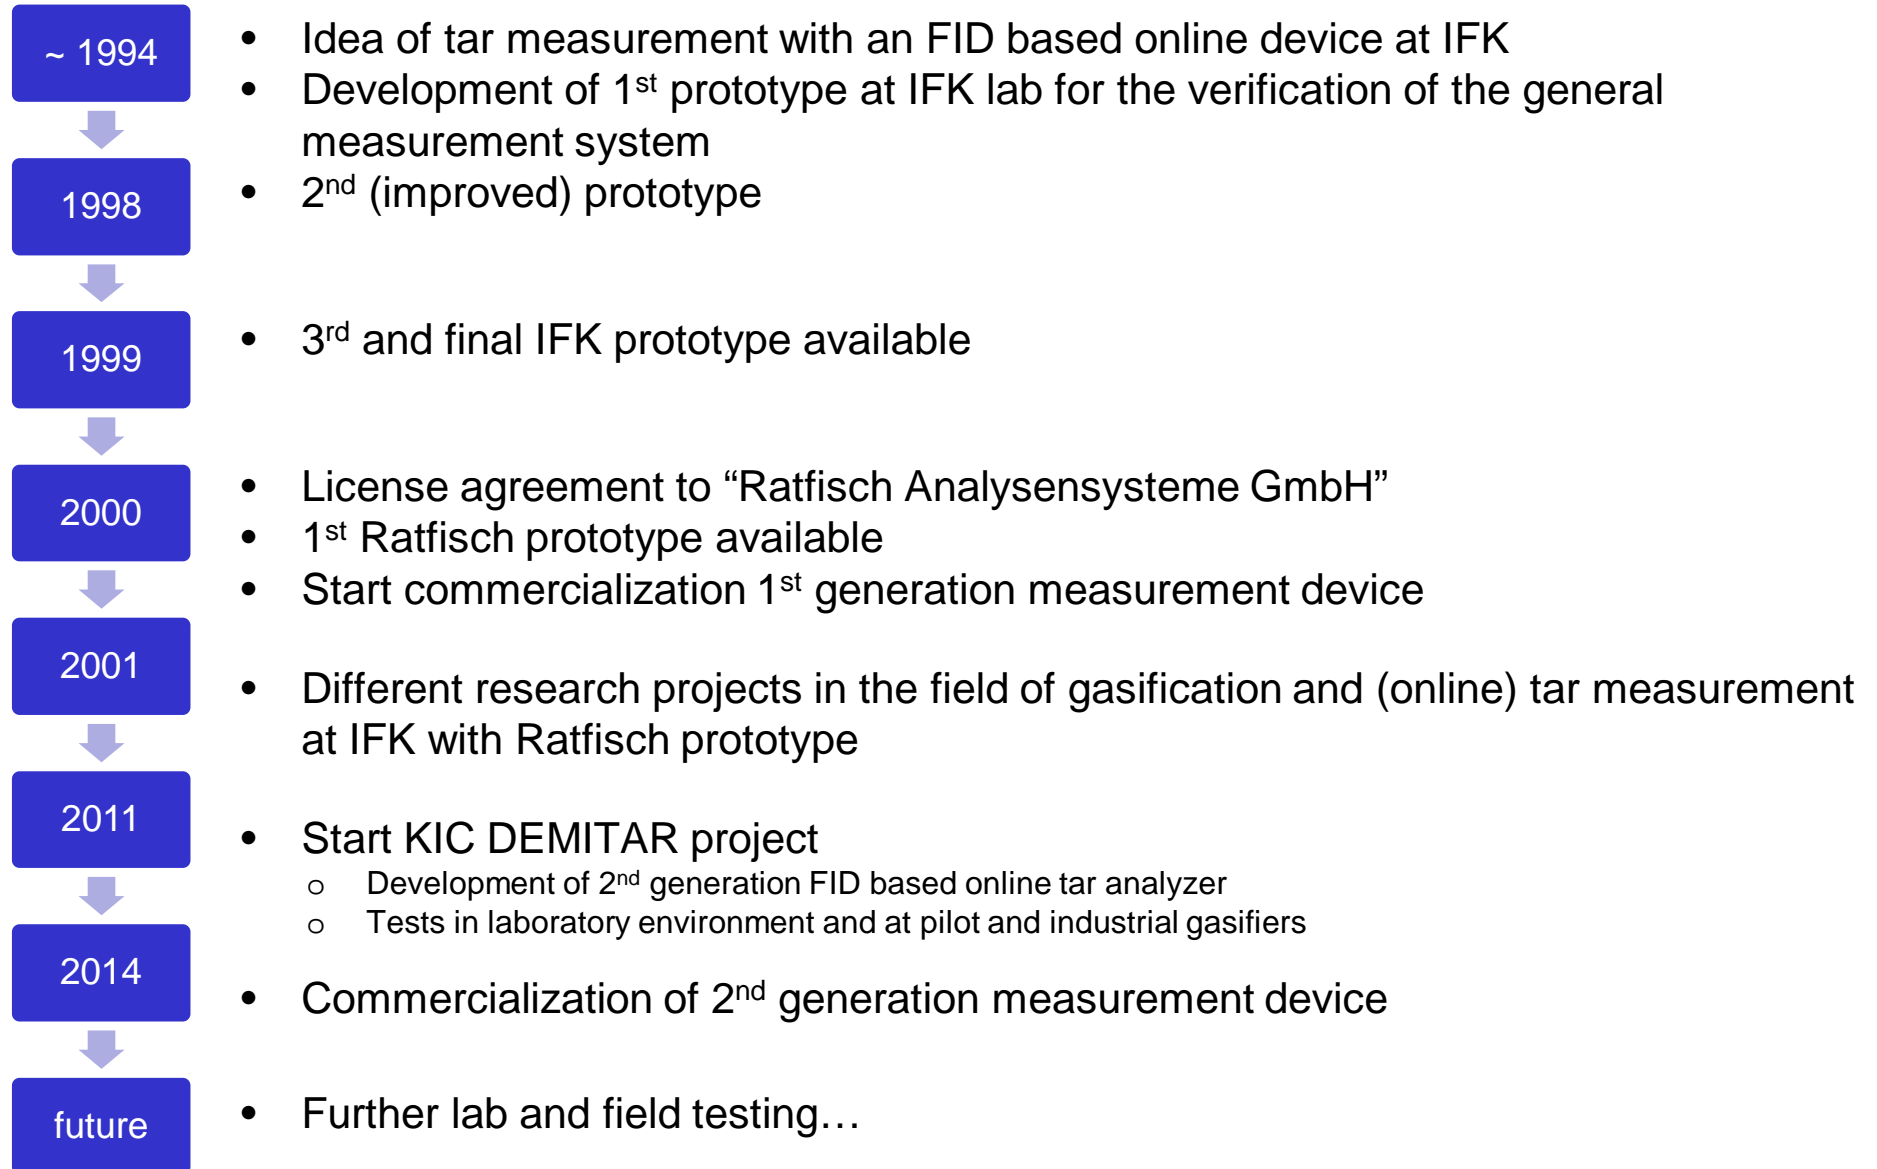 ~ 1994
• Idea of tar measurement with an FID based online device at IFK
• Development of 1st prototype at IFK lab for the verification of the general
measurement system
1998
• 2nd (improved) prototype
1999
• 3rd and final IFK prototype available
2000
• License agreement to “Ratfisch Analysensysteme GmbH”
• 1st Ratfisch prototype available
• Start commercialization 1st generation measurement device
2001
• Different research projects in the field of gasification and (online) tar measurement
at IFK with Ratfisch prototype
2011
• Start KIC DEMITAR project
o Development of 2nd generation FID based online tar analyzer
o Tests in laboratory environment and at pilot and industrial gasifiers
2014
• Commercialization of 2nd generation measurement device
future
• Further lab and field testing…